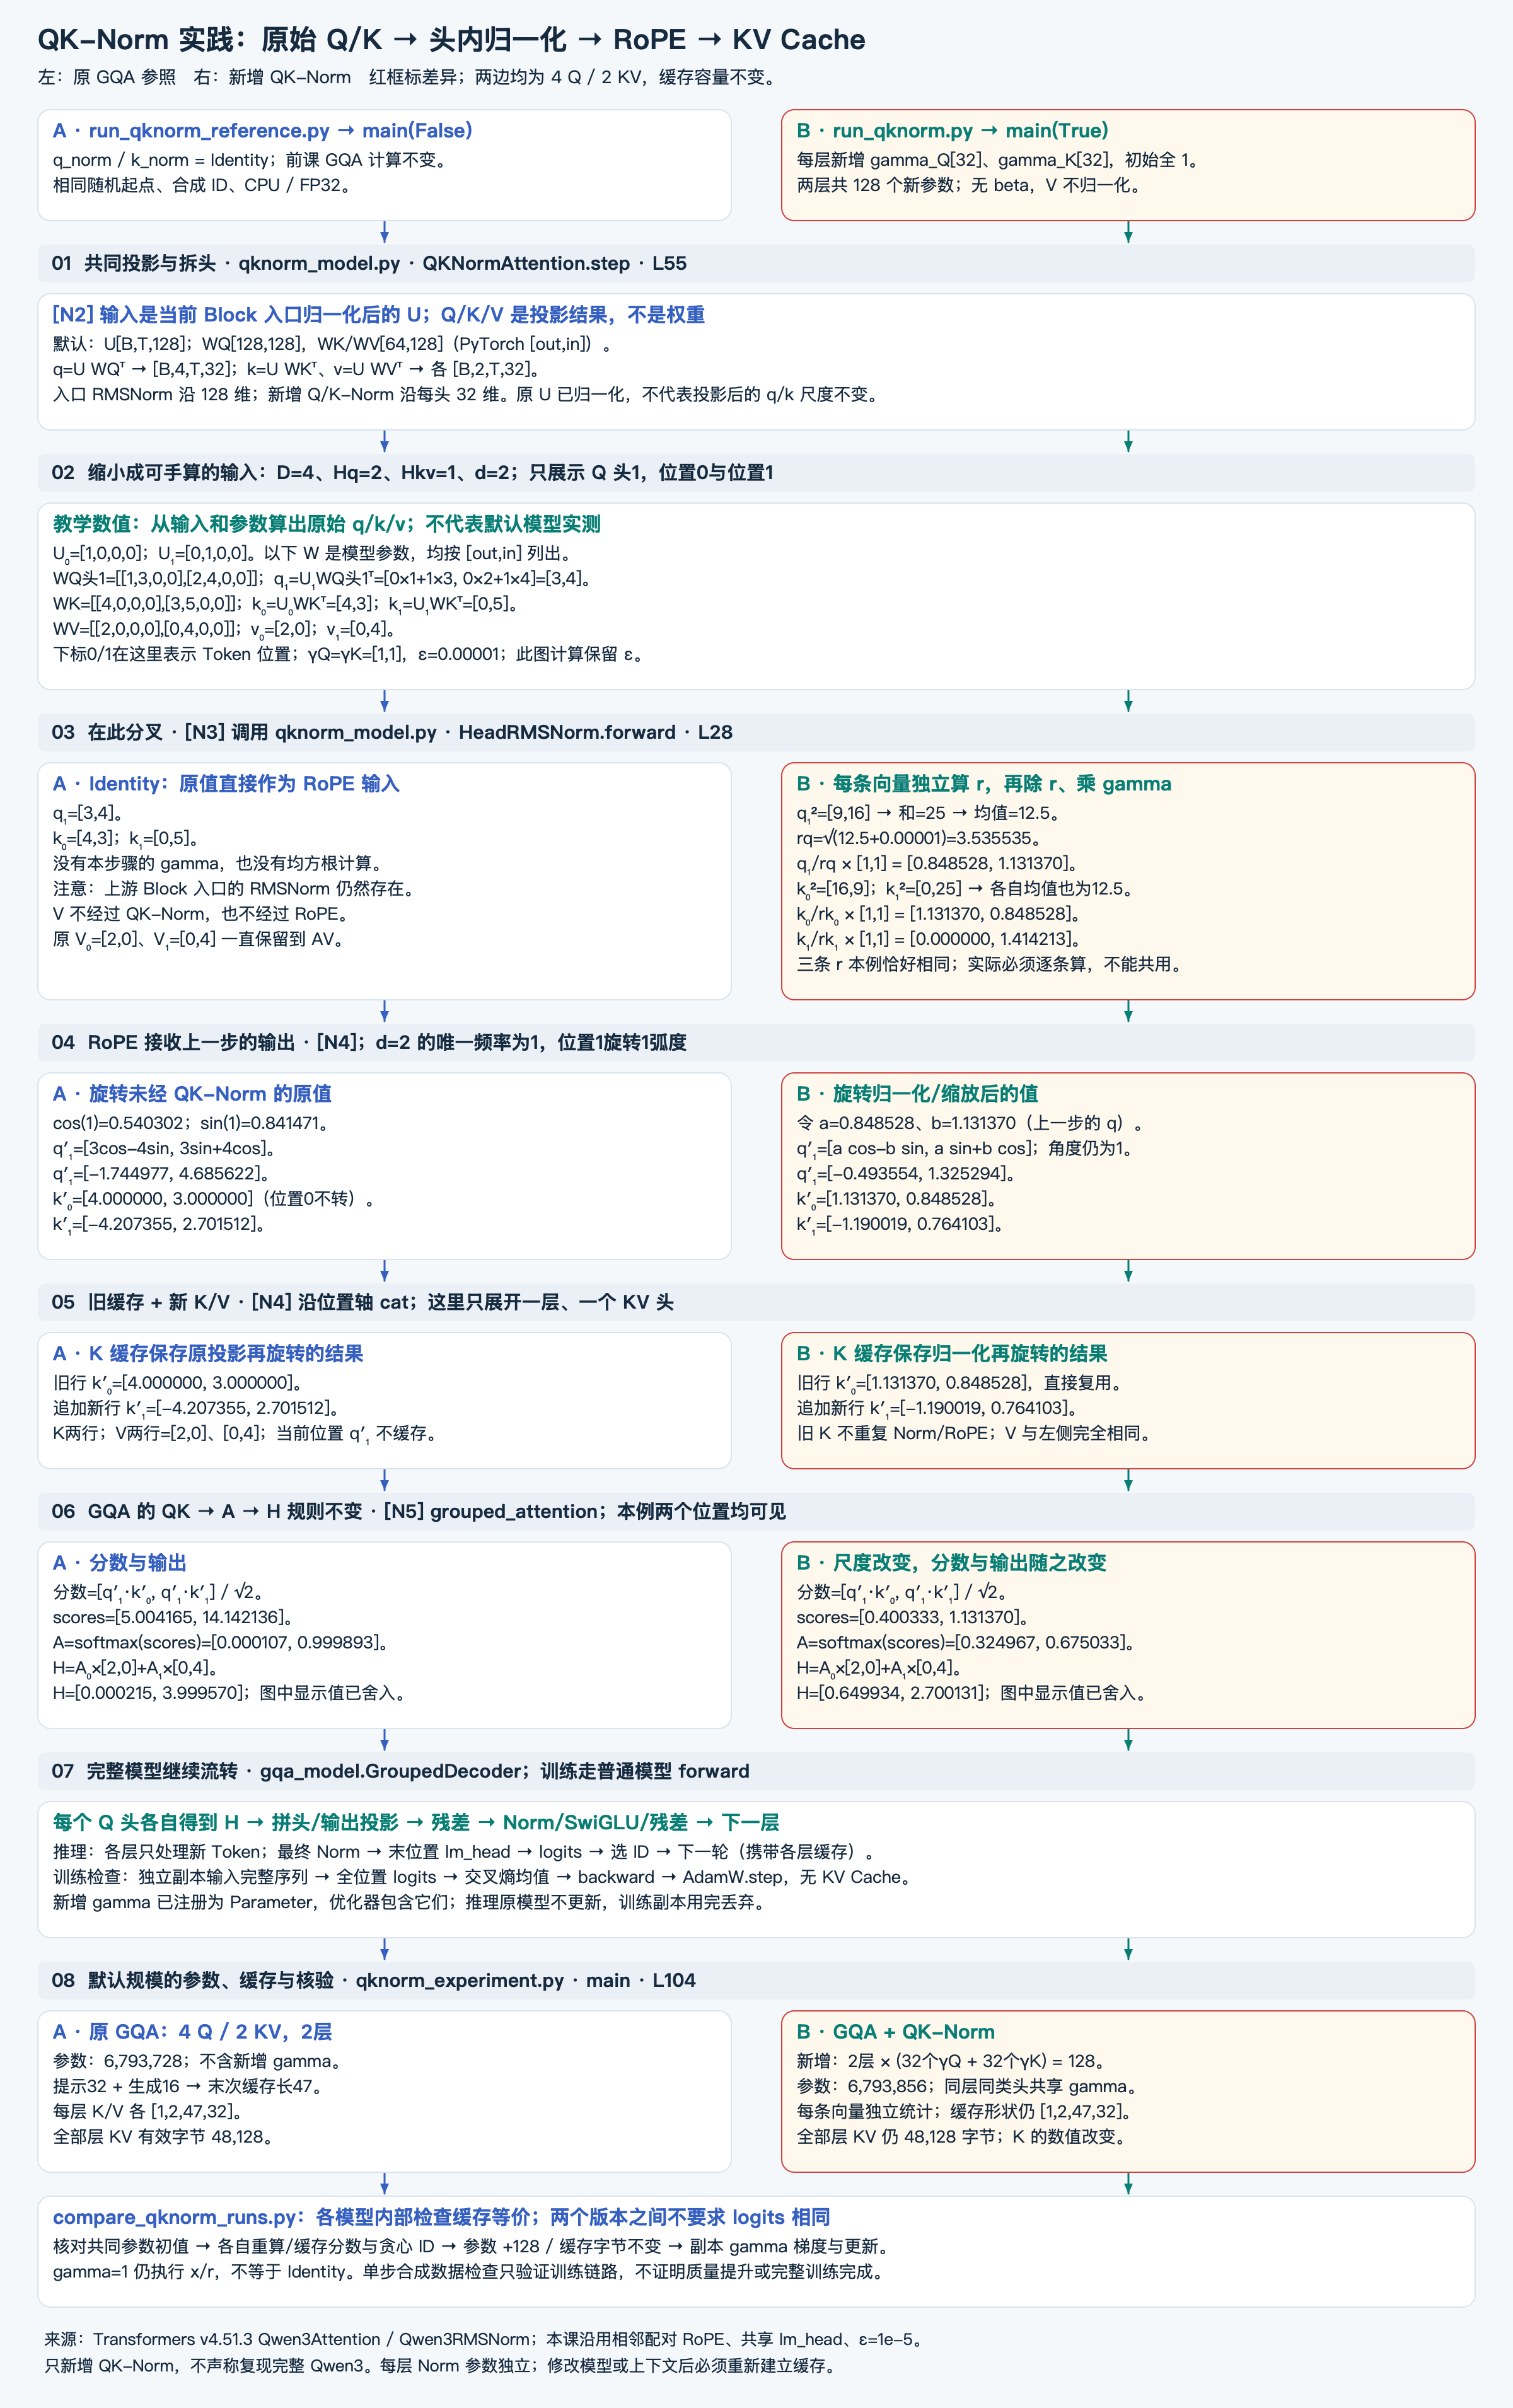 QK–Norm 实践：原始 Q/K → 头内归一化 → RoPE → KV Cache
左：原 GQA 参照　右：新增 QK–Norm　红框标差异；两边均为 4 Q / 2 KV，缓存容量不变。
A · run_qknorm_reference.py → main(False)
q_norm / k_norm = Identity；前课 GQA 计算不变。
相同随机起点、合成 ID、CPU / FP32。
B · run_qknorm.py → main(True)
每层新增 gamma_Q[32]、gamma_K[32]，初始全 1。
两层共 128 个新参数；无 beta，V 不归一化。
01 共同投影与拆头 · qknorm_model.py · QKNormAttention.step · L55
[N2] 输入是当前 Block 入口归一化后的 U；Q/K/V 是投影结果，不是权重
默认：U[B,T,128]；WQ[128,128]，WK/WV[64,128]（PyTorch [out,in]）。
q=U WQᵀ → [B,4,T,32]；k=U WKᵀ、v=U WVᵀ → 各 [B,2,T,32]。
入口 RMSNorm 沿 128 维；新增 Q/K-Norm 沿每头 32 维。原 U 已归一化，不代表投影后的 q/k 尺度不变。
02 缩小成可手算的输入：D=4、Hq=2、Hkv=1、d=2；只展示 Q 头1，位置0与位置1
教学数值：从输入和参数算出原始 q/k/v；不代表默认模型实测
U₀=[1,0,0,0]；U₁=[0,1,0,0]。以下 W 是模型参数，均按 [out,in] 列出。
WQ头1=[[1,3,0,0],[2,4,0,0]]；q₁=U₁WQ头1ᵀ=[0×1+1×3, 0×2+1×4]=[3,4]。
WK=[[4,0,0,0],[3,5,0,0]]；k₀=U₀WKᵀ=[4,3]；k₁=U₁WKᵀ=[0,5]。
WV=[[2,0,0,0],[0,4,0,0]]；v₀=[2,0]；v₁=[0,4]。
下标0/1在这里表示 Token 位置；γQ=γK=[1,1]，ε=0.00001；此图计算保留 ε。
03 在此分叉 · [N3] 调用 qknorm_model.py · HeadRMSNorm.forward · L28
A · Identity：原值直接作为 RoPE 输入
q₁=[3,4]。
k₀=[4,3]；k₁=[0,5]。
没有本步骤的 gamma，也没有均方根计算。
注意：上游 Block 入口的 RMSNorm 仍然存在。
V 不经过 QK–Norm，也不经过 RoPE。
原 V₀=[2,0]、V₁=[0,4] 一直保留到 AV。
B · 每条向量独立算 r，再除 r、乘 gamma
q₁²=[9,16] → 和=25 → 均值=12.5。
rq=√(12.5+0.00001)=3.535535。
q₁/rq × [1,1] = [0.848528, 1.131370]。
k₀²=[16,9]；k₁²=[0,25] → 各自均值也为12.5。
k₀/rk₀ × [1,1] = [1.131370, 0.848528]。
k₁/rk₁ × [1,1] = [0.000000, 1.414213]。
三条 r 本例恰好相同；实际必须逐条算，不能共用。
04 RoPE 接收上一步的输出 · [N4]；d=2 的唯一频率为1，位置1旋转1弧度
A · 旋转未经 QK–Norm 的原值
cos(1)=0.540302；sin(1)=0.841471。
q′₁=[3cos–4sin, 3sin+4cos]。
q′₁=[–1.744977, 4.685622]。
k′₀=[4.000000, 3.000000]（位置0不转）。
k′₁=[–4.207355, 2.701512]。
B · 旋转归一化/缩放后的值
令 a=0.848528、b=1.131370（上一步的 q）。
q′₁=[a cos–b sin, a sin+b cos]；角度仍为1。
q′₁=[–0.493554, 1.325294]。
k′₀=[1.131370, 0.848528]。
k′₁=[–1.190019, 0.764103]。
05 旧缓存 + 新 K/V · [N4] 沿位置轴 cat；这里只展开一层、一个 KV 头
A · K 缓存保存原投影再旋转的结果
旧行 k′₀=[4.000000, 3.000000]。
追加新行 k′₁=[–4.207355, 2.701512]。
K两行；V两行=[2,0]、[0,4]；当前位置 q′₁ 不缓存。
B · K 缓存保存归一化再旋转的结果
旧行 k′₀=[1.131370, 0.848528]，直接复用。
追加新行 k′₁=[–1.190019, 0.764103]。
旧 K 不重复 Norm/RoPE；V 与左侧完全相同。
06 GQA 的 QK → A → H 规则不变 · [N5] grouped_attention；本例两个位置均可见
A · 分数与输出
分数=[q′₁·k′₀, q′₁·k′₁] / √2。
scores=[5.004165, 14.142136]。
A=softmax(scores)=[0.000107, 0.999893]。
H=A₀×[2,0]+A₁×[0,4]。
H=[0.000215, 3.999570]；图中显示值已舍入。
B · 尺度改变，分数与输出随之改变
分数=[q′₁·k′₀, q′₁·k′₁] / √2。
scores=[0.400333, 1.131370]。
A=softmax(scores)=[0.324967, 0.675033]。
H=A₀×[2,0]+A₁×[0,4]。
H=[0.649934, 2.700131]；图中显示值已舍入。
07 完整模型继续流转 · gqa_model.GroupedDecoder；训练走普通模型 forward
每个 Q 头各自得到 H → 拼头/输出投影 → 残差 → Norm/SwiGLU/残差 → 下一层
推理：各层只处理新 Token；最终 Norm → 末位置 lm_head → logits → 选 ID → 下一轮（携带各层缓存）。
训练检查：独立副本输入完整序列 → 全位置 logits → 交叉熵均值 → backward → AdamW.step，无 KV Cache。
新增 gamma 已注册为 Parameter，优化器包含它们；推理原模型不更新，训练副本用完丢弃。
08 默认规模的参数、缓存与核验 · qknorm_experiment.py · main · L104
A · 原 GQA：4 Q / 2 KV，2层
参数：6,793,728；不含新增 gamma。
提示32 + 生成16 → 末次缓存长47。
每层 K/V 各 [1,2,47,32]。
全部层 KV 有效字节 48,128。
B · GQA + QK–Norm
新增：2层 × (32个γQ + 32个γK) = 128。
参数：6,793,856；同层同类头共享 gamma。
每条向量独立统计；缓存形状仍 [1,2,47,32]。
全部层 KV 仍 48,128 字节；K 的数值改变。
compare_qknorm_runs.py：各模型内部检查缓存等价；两个版本之间不要求 logits 相同
核对共同参数初值 → 各自重算/缓存分数与贪心 ID → 参数 +128 / 缓存字节不变 → 副本 gamma 梯度与更新。
gamma=1 仍执行 x/r，不等于 Identity。单步合成数据检查只验证训练链路，不证明质量提升或完整训练完成。
来源：Transformers v4.51.3 Qwen3Attention / Qwen3RMSNorm；本课沿用相邻配对 RoPE、共享 lm_head、ε=1e–5。
只新增 QK–Norm，不声称复现完整 Qwen3。每层 Norm 参数独立；修改模型或上下文后必须重新建立缓存。